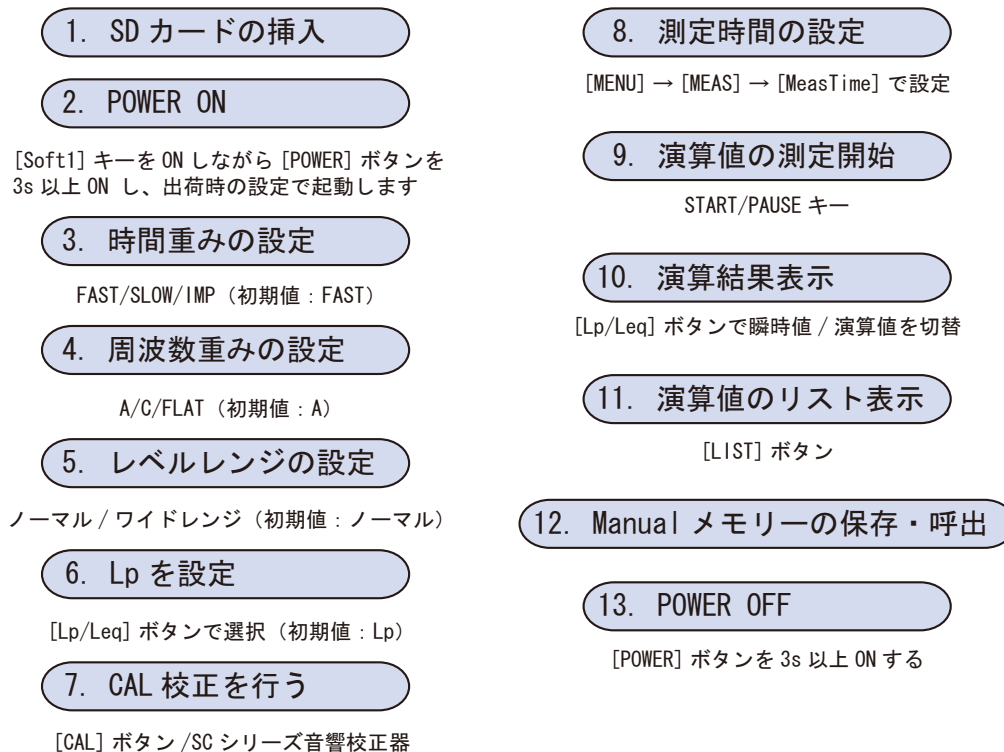 1. SD カードの挿入
2. POWER ON
[Soft1] キーを ON しながら [POWER] ボタンを
3s 以上 ON し、出荷時の設定で起動します
3. 時間重みの設定
FAST/SLOW/IMP（初期値：FAST）
4. 周波数重みの設定
A/C/FLAT（初期値：A）
5. レベルレンジの設定
ノーマル / ワイドレンジ（初期値：ノーマル）
6. Lp を設定
[Lp/Leq] ボタンで選択（初期値：Lp）
7. CAL 校正を行う
[CAL] ボタン /SC シリーズ音響校正器
8. 測定時間の設定
[MENU] → [MEAS] → [MeasTime] で設定
9. 演算値の測定開始
START/PAUSE キー
10. 演算結果表示
[Lp/Leq] ボタンで瞬時値 / 演算値を切替
11. 演算値のリスト表示
[LIST] ボタン
12. Manual メモリーの保存・呼出
13. POWER OFF
[POWER] ボタンを 3s 以上 ON する